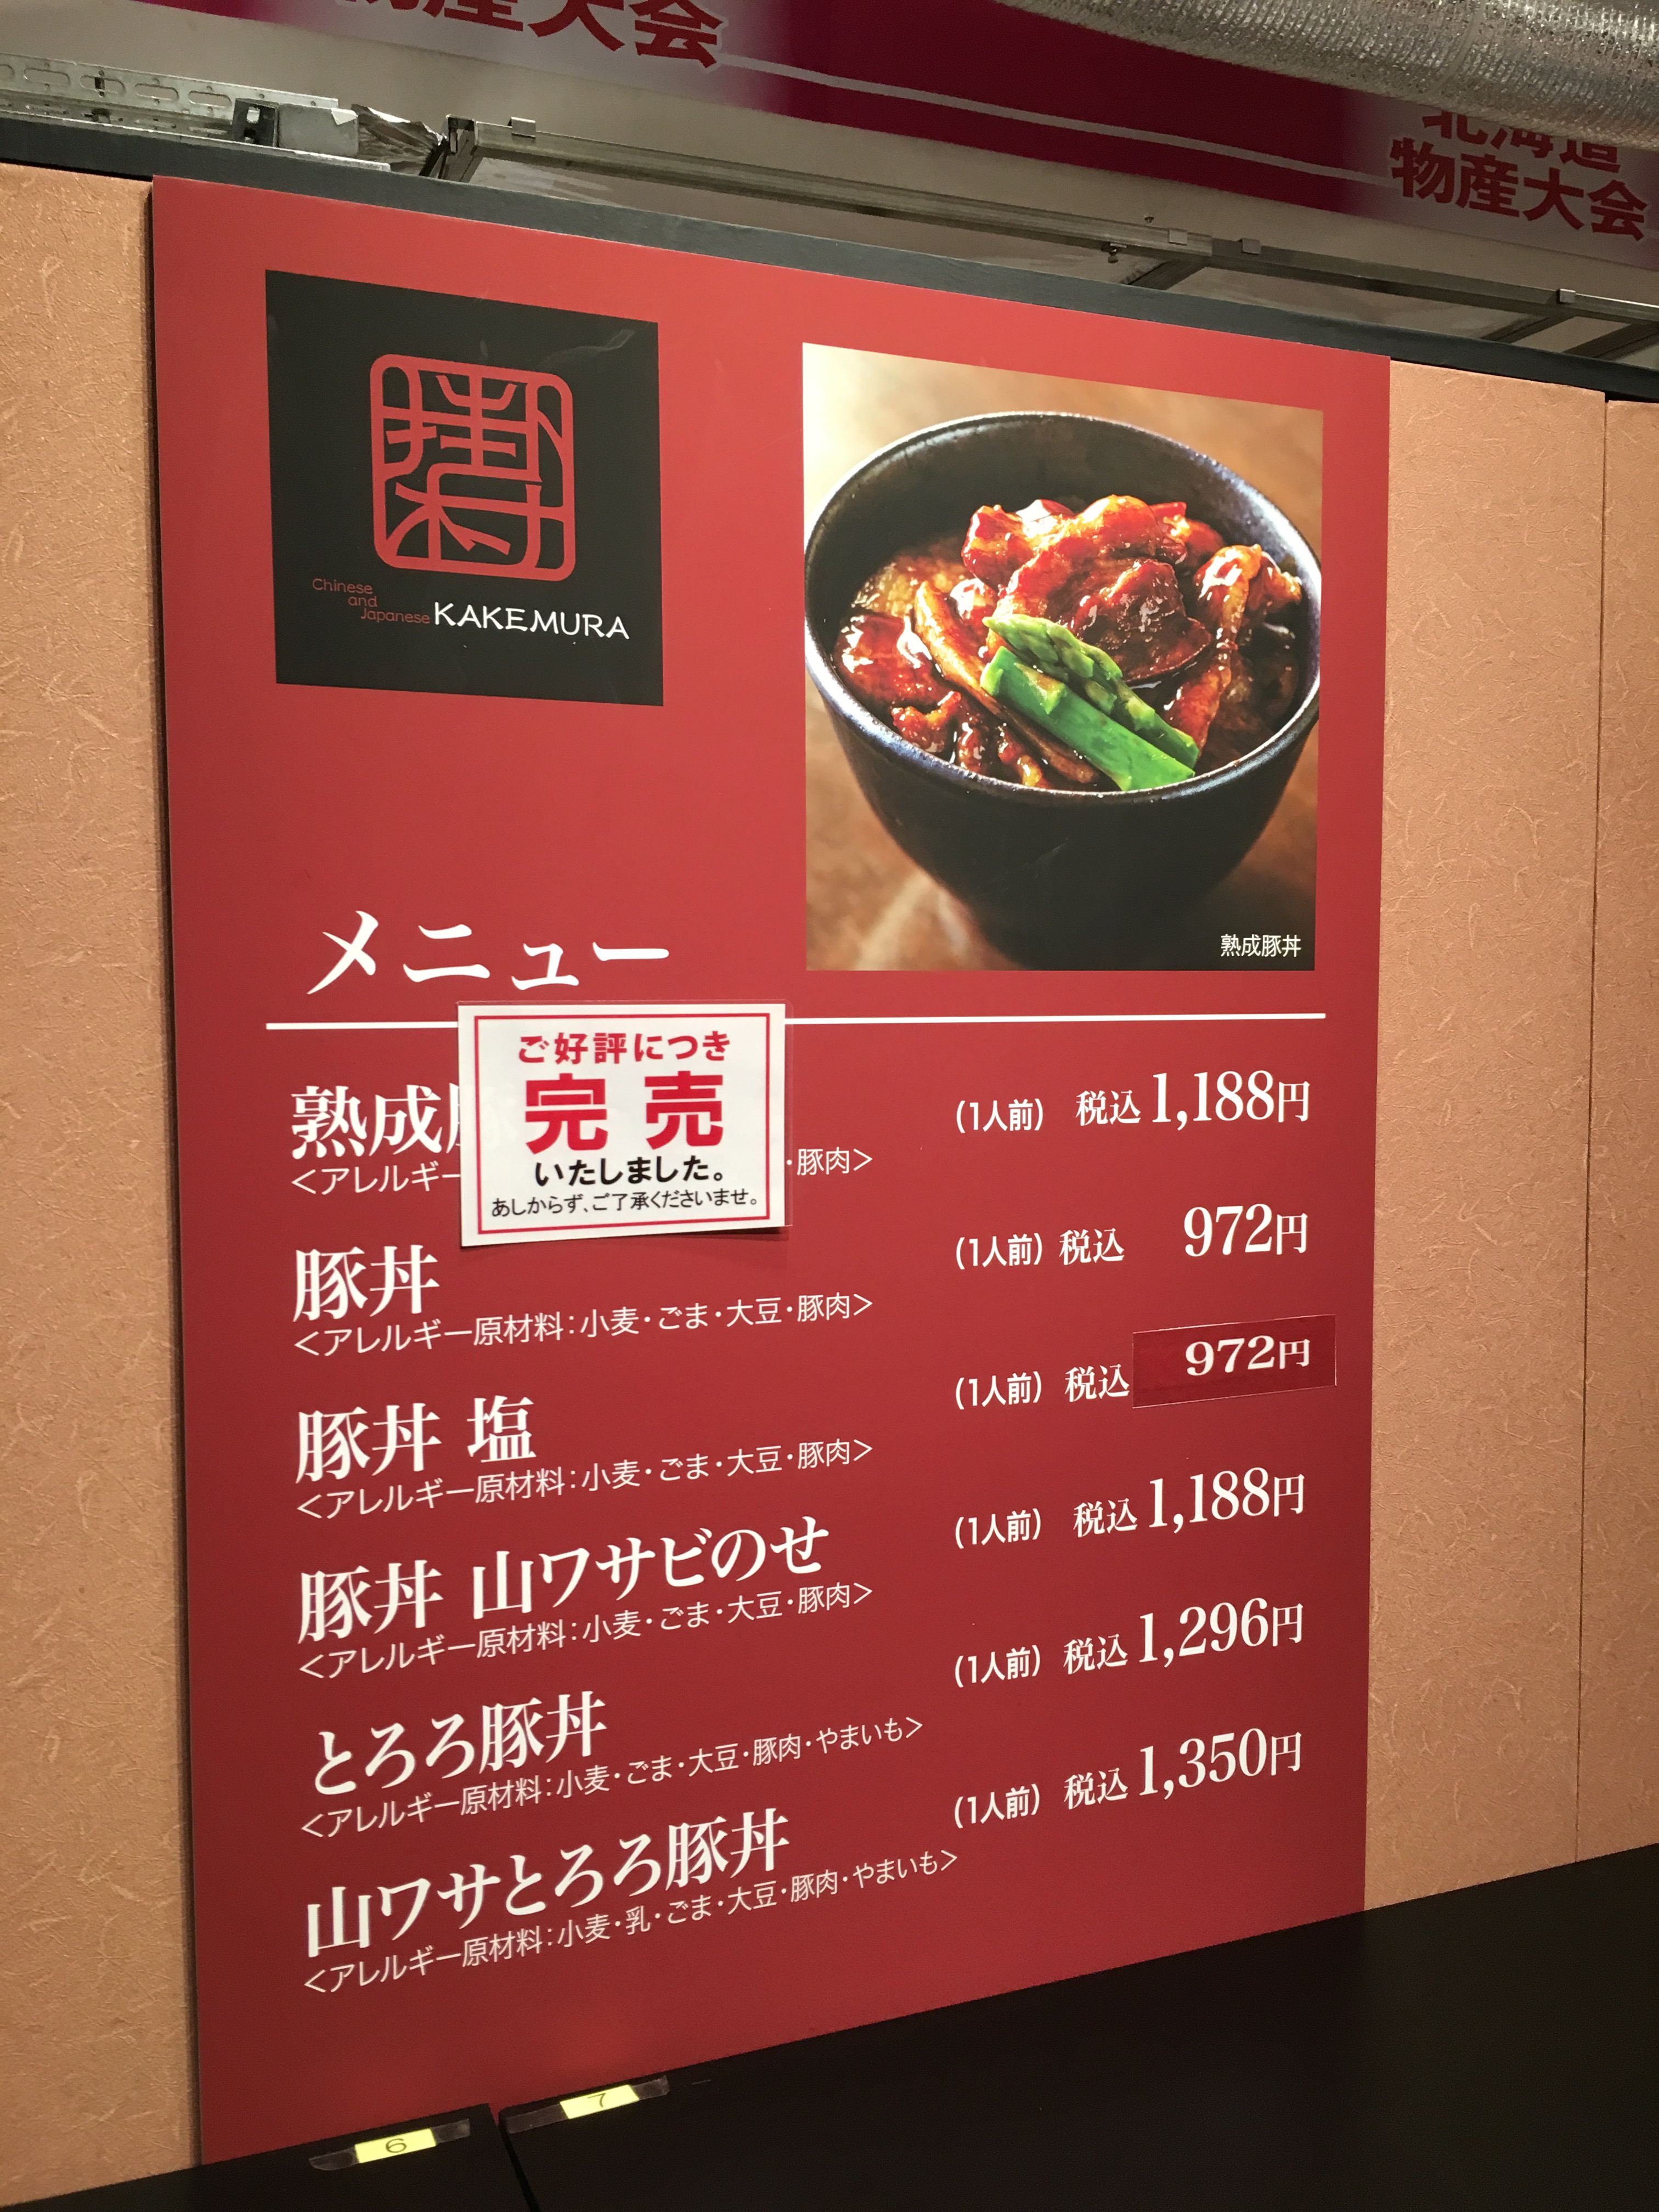 物産大会
北海道
物産大会
Chinese
and
Japanese KAKEMURA
熟成豚丼
メニュー
ご好評につき
完売
いたしました。
あしからず、ご了承くださいませ。
熟成 (1人前) 税込 1,188円
<アレルギー ・豚肉>
豚丼 (1人前) 税込 972円
<アレルギー原材料:小麦・ごま・大豆・豚肉>
豚丼 塩 (1人前) 税込 972円
<アレルギー原材料:小麦・ごま・大豆・豚肉>
豚丼 山ワサビのせ (1人前) 税込 1,188円
<アレルギー原材料:小麦・ごま・大豆・豚肉>
とろろ豚丼 (1人前) 税込 1,296円
<アレルギー原材料:小麦・ごま・大豆・豚肉・やまいも>
山ワサとろろ豚丼 (1人前) 税込 1,350円
<アレルギー原材料:小麦・乳・ごま・大豆・豚肉・やまいも>
7
6